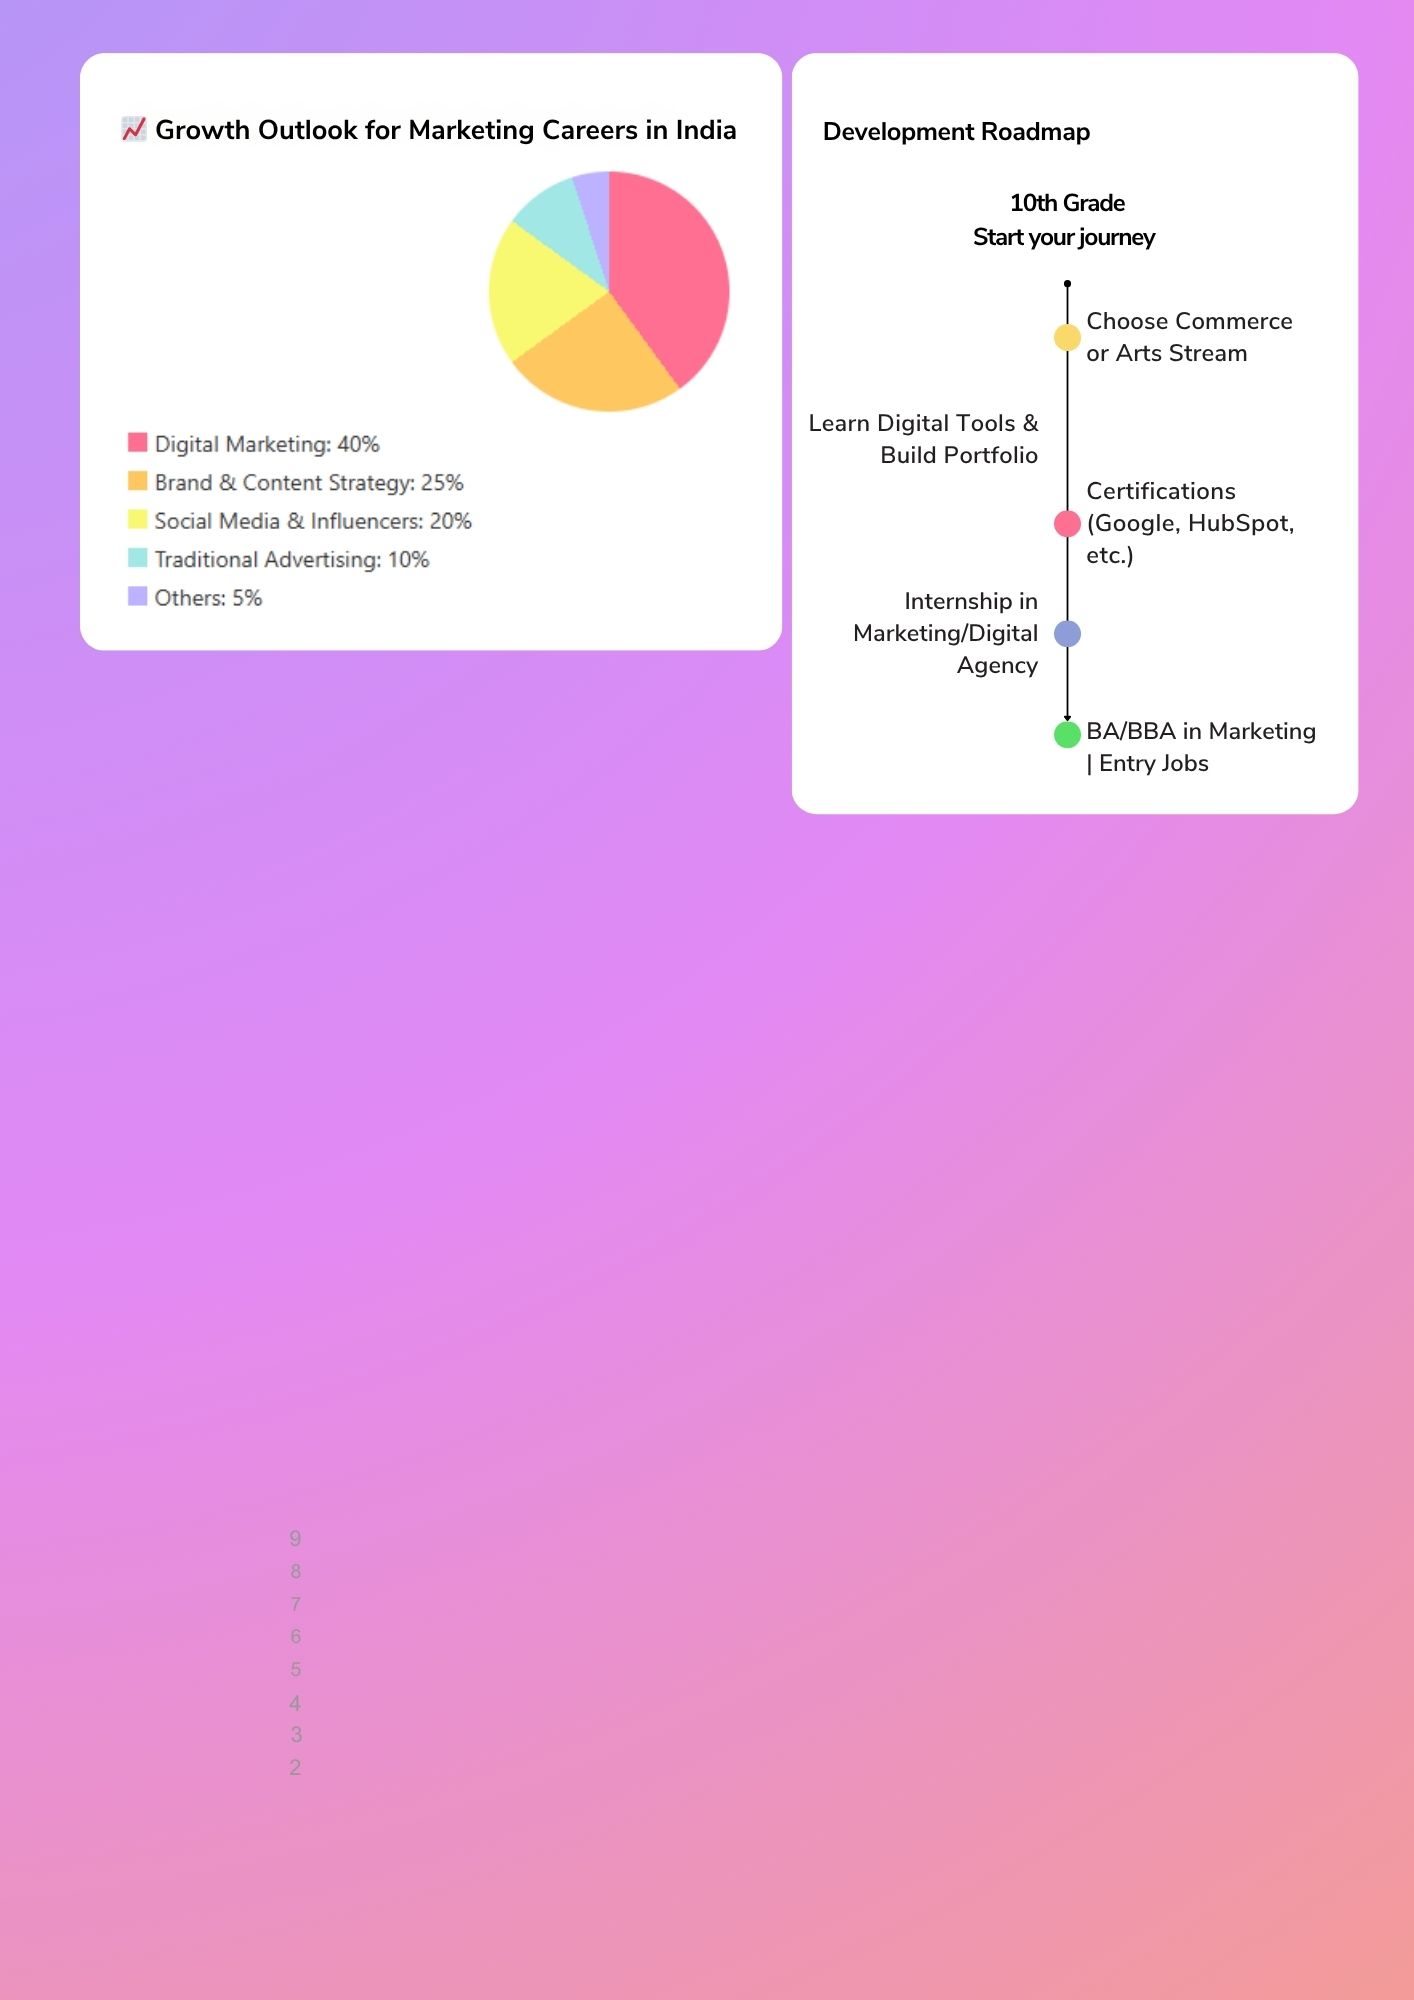 📈 Growth Outlook for Marketing Careers in India
Digital Marketing: 40%
Brand & Content Strategy: 25%
Social Media & Influencers: 20%
Traditional Advertising: 10%
Others: 5%
Development Roadmap
10th Grade
Start your journey
Choose Commerce
or Arts Stream
Learn Digital Tools &
Build Portfolio
Certifications
(Google, HubSpot,
etc.)
Internship in
Marketing/Digital
Agency
BA/BBA in Marketing
| Entry Jobs
9
8
7
6
5
4
3
2